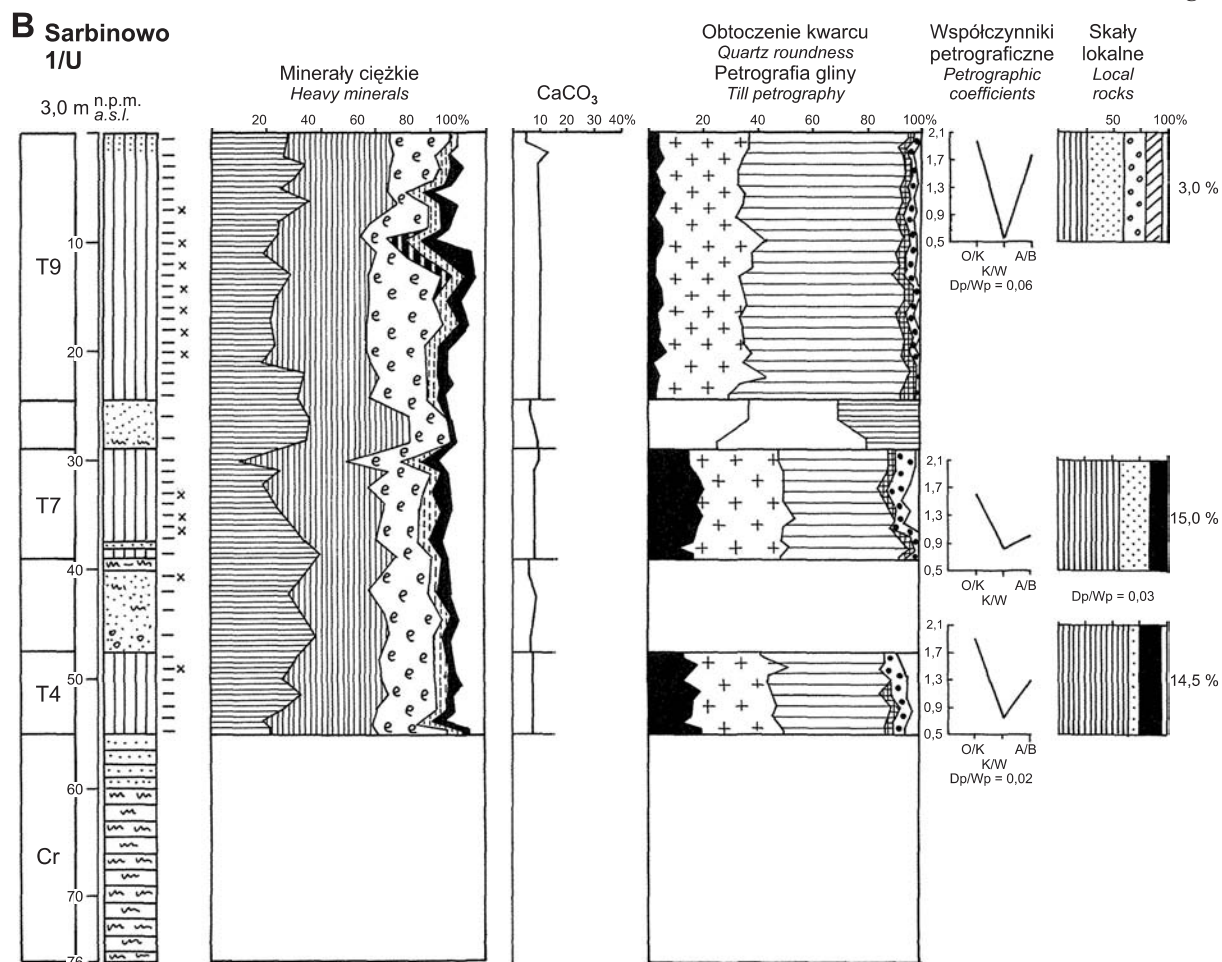 B Sarbinowo
1/U
3,0 m n.p.m.
a.s.l.
Minerały ciężkie
Heavy minerals
20 40 60 80 100%
CaCO3
10 20 30 40%
Obtoczenie kwarcu
Quartz roundness
Petrografia gliny
Till petrography
20 40 60 80 100%
Współczynniki
petrograficzne
Petrographic
coefficients
Skały
lokalne
Local
rocks
50 100%
T9
T7
T4
Cr
10
20
30
40
50
60
70
76
2,1
1,7
1,3
0,9
0,5
O/K A/B
K/W
Dp/Wp = 0,06
3,0 %
2,1
1,7
1,3
0,9
0,5
O/K A/B
K/W
Dp/Wp = 0,03
15,0 %
2,1
1,7
1,3
0,9
0,5
O/K A/B
K/W
Dp/Wp = 0,02
14,5 %